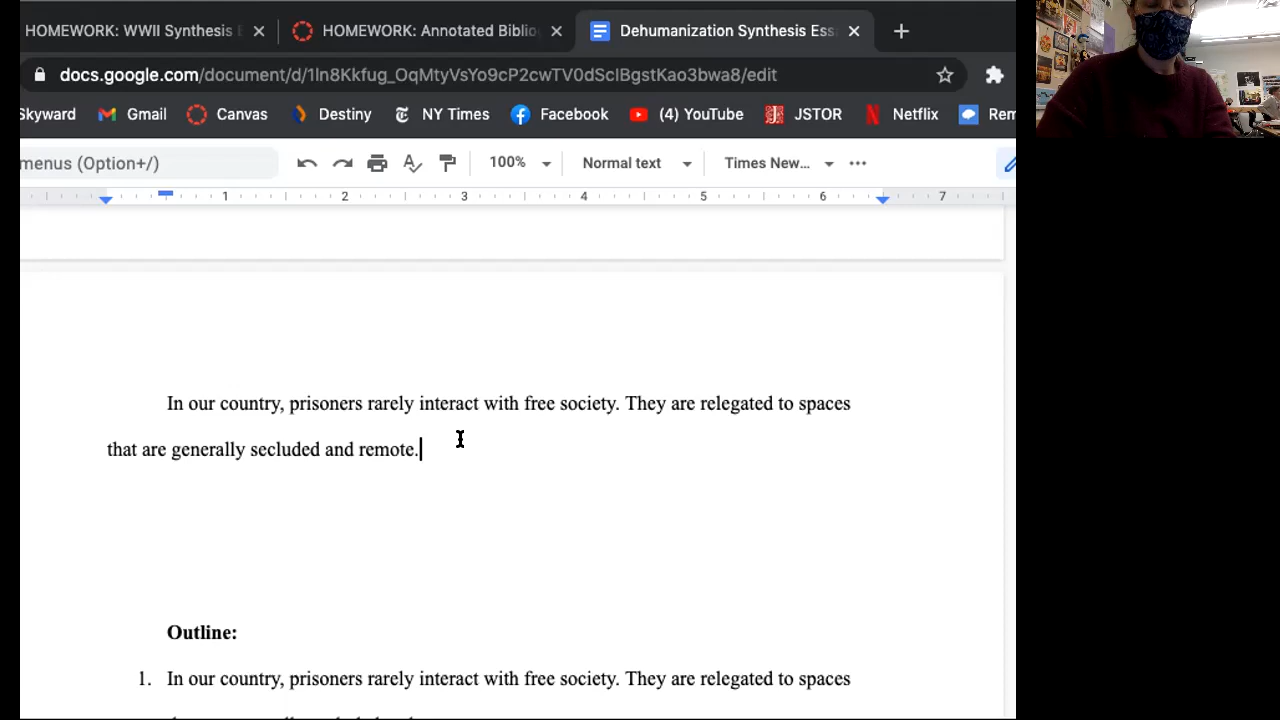 HOMEWORK: WWII Synthesis E
HOMEWORK: Annotated Biblio
Dehumanization Synthesis Ess
docs.google.com/document/d/1ln8Kkfug_OqMtyVsYo9cP2cwTV0dSclBgstKao3bwa8/edit
Skyward Gmail Canvas Destiny NY Times Facebook (4) YouTube JSTOR Netflix Rem
menus (Option+/) 100% Normal text Times New...
1 2 3 4 5 6 7
In our country, prisoners rarely interact with free society. They are relegated to spaces
that are generally secluded and remote.
Outline:
1. In our country, prisoners rarely interact with free society. They are relegated to spaces